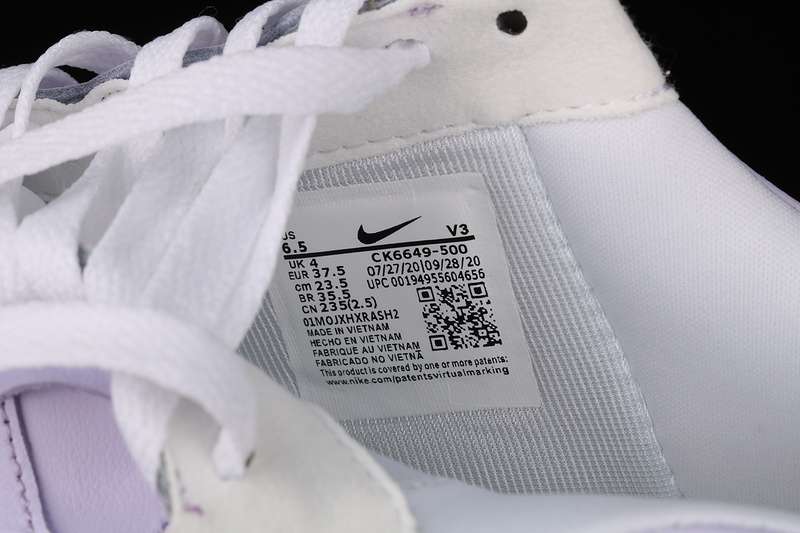 US
6.5
V3
UK 4
EUR 37.5
cm 23.5
BR 35.5
CN 235(2.5)
CK6649-500
07/27/20|09/28/20
UPC 00194955604656
01MOJXHXRASH2
MADE IN VIETNAM
HECHO EN VIETNAM
FABRIQUE AU VIETNAM
FABRICADO NO VIETNÃ
This product is covered by one or more patents:
www.nike.com/patentsvirtualmarking